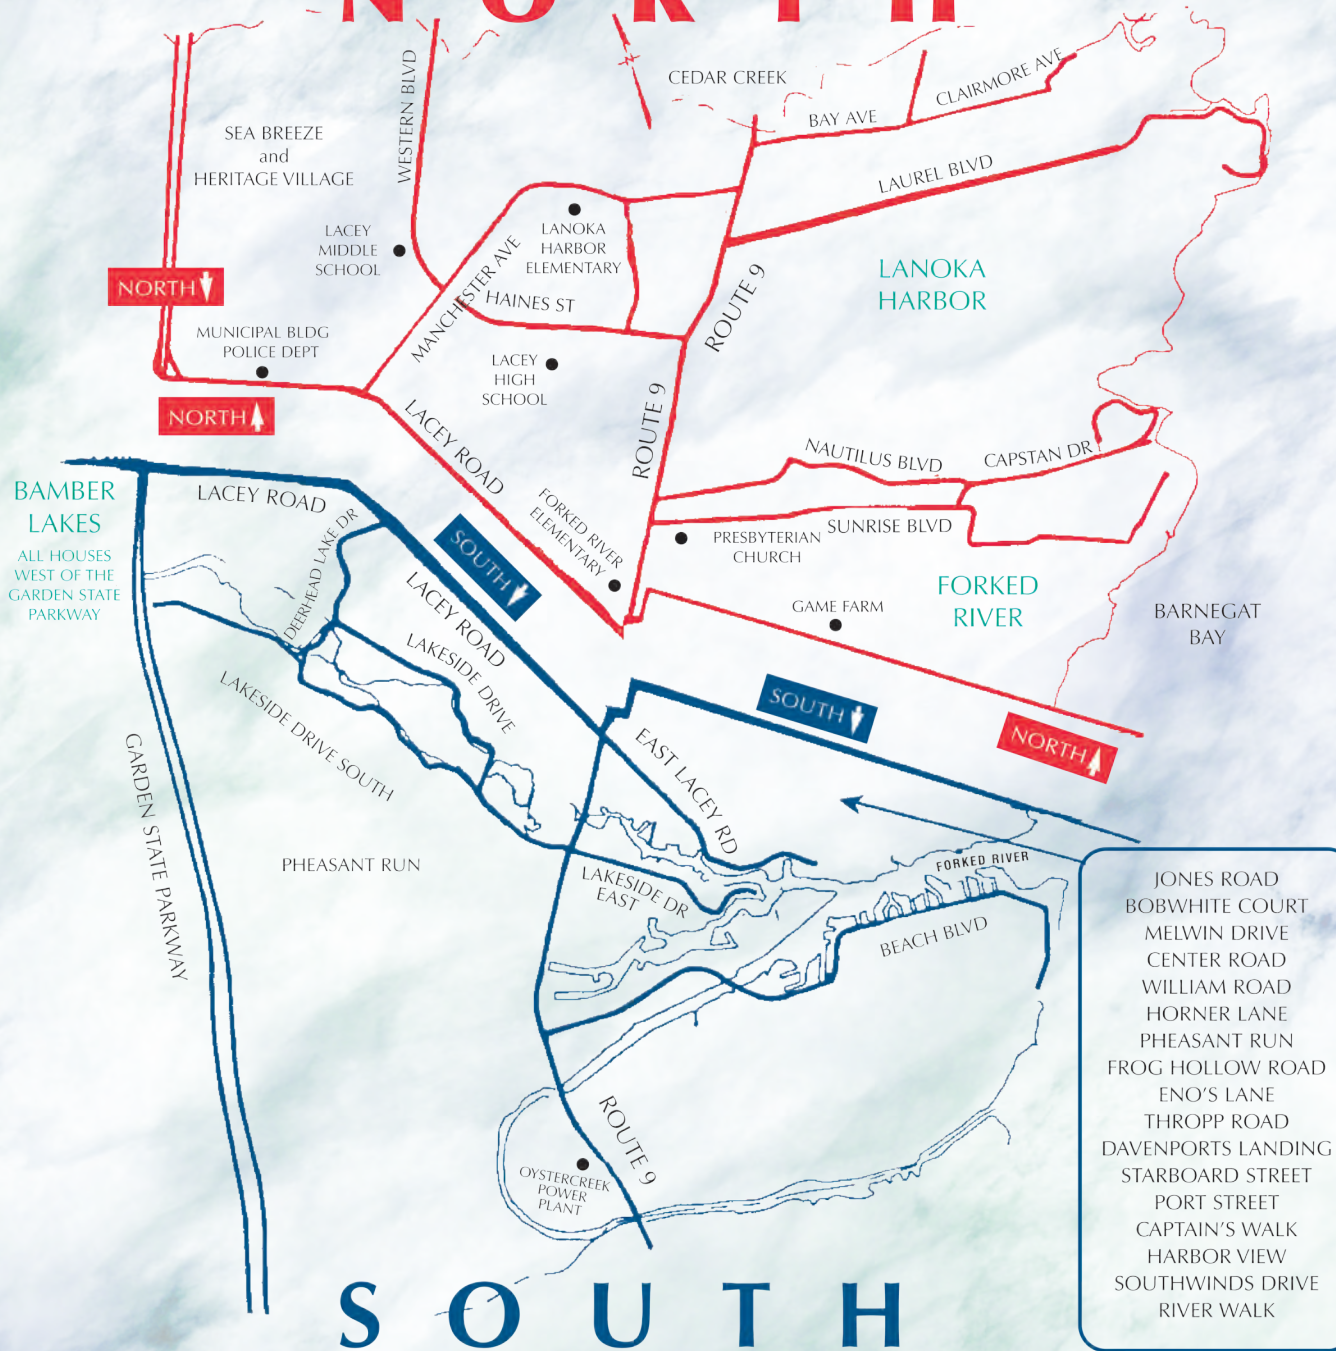 NORTH
CEDAR CREEK
WESTERN BLVD
BAY AVE
CLAIRMORE AVE
SEA BREEZE
and
HERITAGE VILLAGE
LAUREL BLVD
LACEY
MIDDLE
SCHOOL
LANOKA
HARBOR
ELEMENTARY
MANCHESTER AVE
HAINES ST
ROUTE 9
LANOKA
HARBOR
NORTH
MUNICIPAL BLDG
POLICE DEPT
LACEY
HIGH
SCHOOL
NORTH
LACEY ROAD
ROUTE 9
NAUTILUS BLVD
CAPSTAN DR
SUNRISE BLVD
PRESBYTERIAN
CHURCH
FORKED RIVER
ELEMENTARY
BAMBER
LAKES
ALL HOUSES
WEST OF THE
GARDEN STATE
PARKWAY
LACEY ROAD
DEERHEAD LAKE DR
SOUTH
LACEY ROAD
GAME FARM
FORKED
RIVER
BARNEGAT
BAY
LAKESIDE DRIVE
LAKESIDE DRIVE SOUTH
SOUTH
NORTH
EAST LACEY RD
GARDEN STATE PARKWAY
PHEASANT RUN
LAKESIDE DR
EAST
FORKED RIVER
BEACH BLVD
ROUTE 9
OYSTERCREEK
POWER
PLANT
JONES ROAD
BOBWHITE COURT
MELWIN DRIVE
CENTER ROAD
WILLIAM ROAD
HORNER LANE
PHEASANT RUN
FROG HOLLOW ROAD
ENO'S LANE
THROPP ROAD
DAVENPORTS LANDING
STARBOARD STREET
PORT STREET
CAPTAIN'S WALK
HARBOR VIEW
SOUTHWINDS DRIVE
RIVER WALK
SOUTH